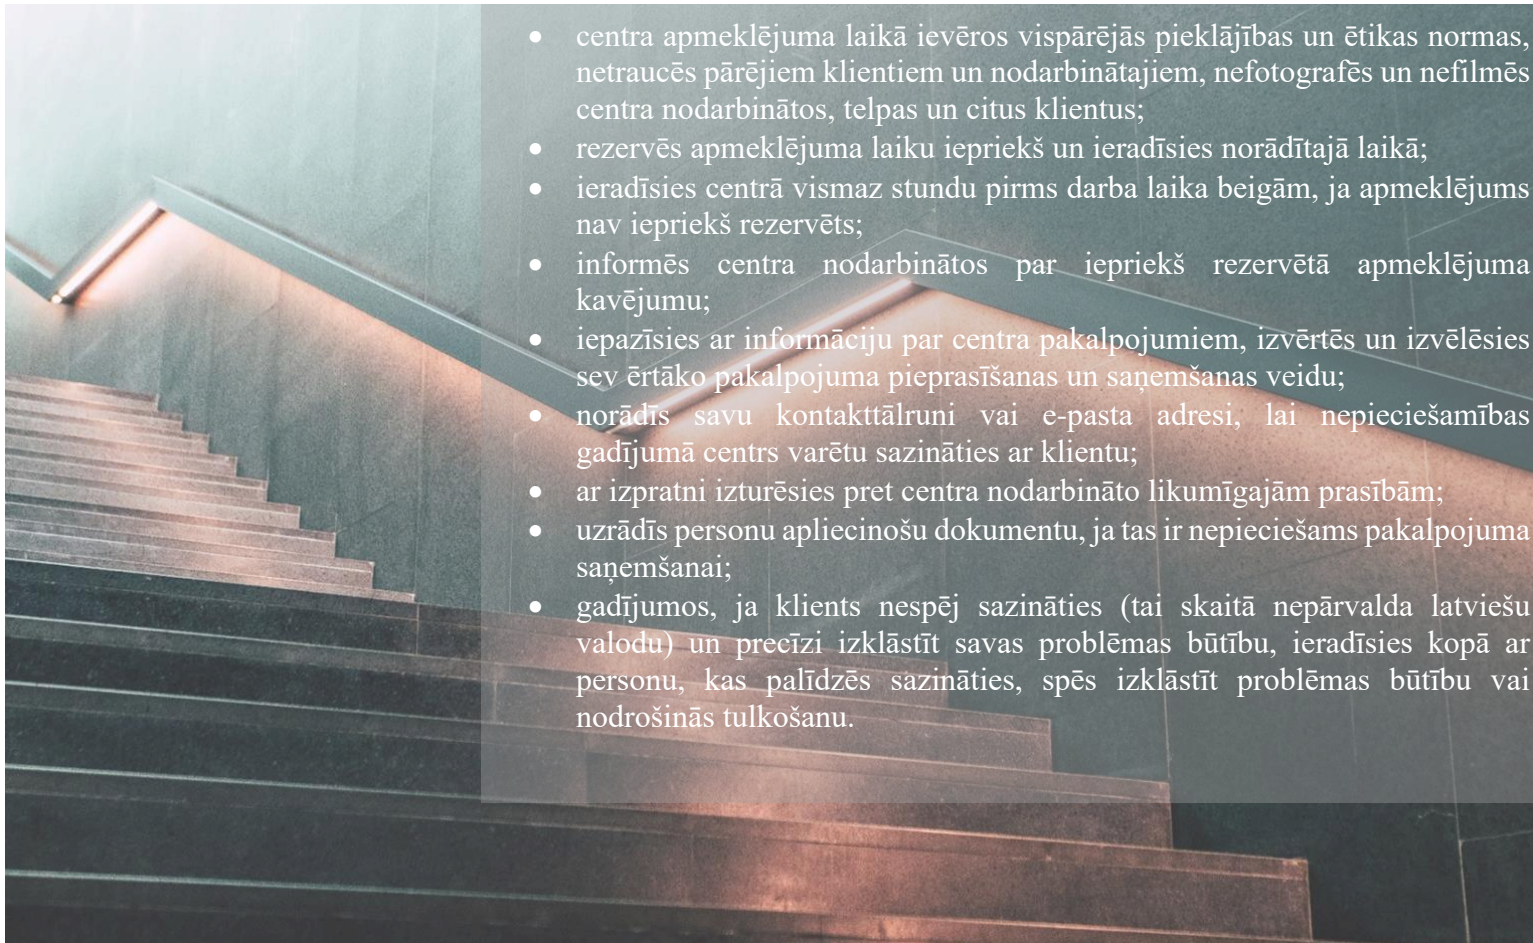 • centra apmeklējuma laikā ievēros vispārējās pieklājības un ētikas normas,
netraucēs pārējiem klientiem un nodarbinātajiem, nefotografēs un nefilmēs
centra nodarbinātos, telpas un citus klientus;
• rezervēs apmeklējuma laiku iepriekš un ieradīsies norādītajā laikā;
• ieradīsies centrā vismaz stundu pirms darba laika beigām, ja apmeklējums
nav iepriekš rezervēts;
• informēs centra nodarbinātos par iepriekš rezervētā apmeklējuma
kavējumu;
• iepazīsies ar informāciju par centra pakalpojumiem, izvērtēs un izvēlēsies
sev ērtāko pakalpojuma pieprasīšanas un saņemšanas veidu;
• norādīs savu kontakttālruni vai e-pasta adresi, lai nepieciešamības
gadījumā centrs varētu sazināties ar klientu;
• ar izpratni izturēsies pret centra nodarbināto likumīgajām prasībām;
• uzrādīs personu apliecinošu dokumentu, ja tas ir nepieciešams pakalpojuma
saņemšanai;
• gadījumos, ja klients nespēj sazināties (tai skaitā nepārvalda latviešu
valodu) un precīzi izklāstīt savas problēmas būtību, ieradīsies kopā ar
personu, kas palīdzēs sazināties, spēs izklāstīt problēmas būtību vai
nodrošinās tulkošanu.